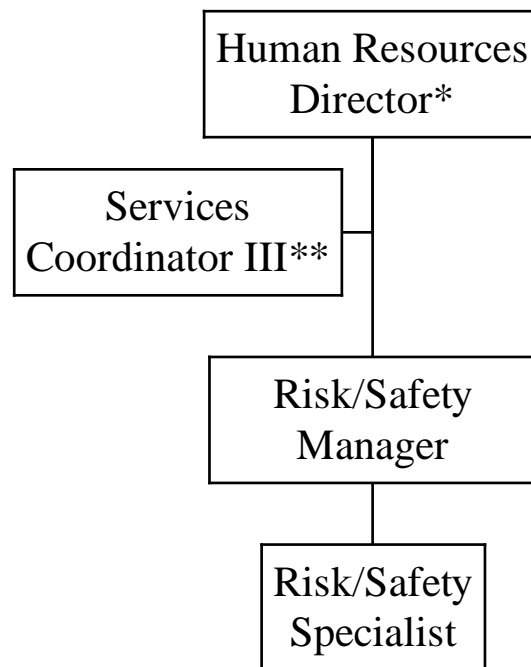 Human Resources
Director*
Services
Coordinator III**
Risk/Safety
Manager
Risk/Safety
Specialist